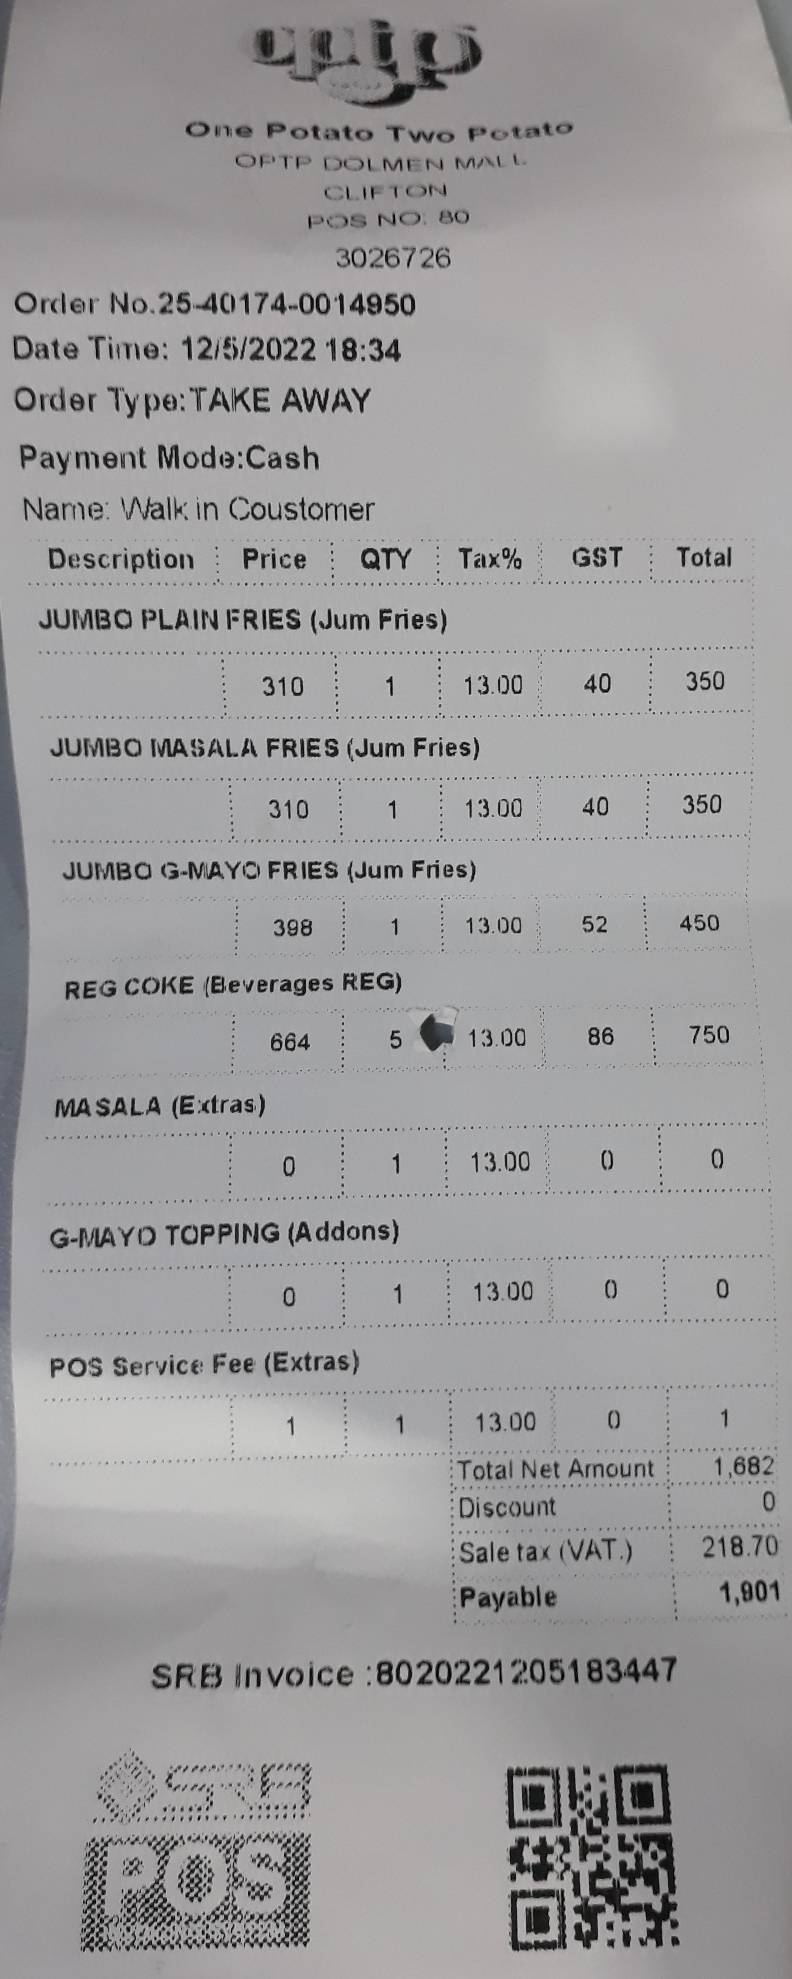 optp
One Potato Two Potato
OPTP DOLMEN MALL
CLIFTON
POS NO: 80
3026726
Order No.25-40174-0014950
Date Time: 12/5/2022 18:34
Order Type:TAKE AWAY
Payment Mode:Cash
Name: Walk in Coustomer
Description Price QTY Tax% GST Total
JUMBO PLAIN FRIES (Jum Fries)
310 1 13.00 40 350
JUMBO MASALA FRIES (Jum Fries)
310 1 13.00 40 350
JUMBO G-MAYO FRIES (Jum Fries)
398 1 13.00 52 450
REG COKE (Beverages REG)
664 5 13.00 86 750
MASALA (Extras)
0 1 13.00 0 0
G-MAYO TOPPING (Addons)
0 1 13.00 0 0
POS Service Fee (Extras)
1 1 13.00 0 1
Total Net Amount 1,682
Discount 0
Sale tax (VAT.) 218.70
Payable 1,901
SRB Invoice :8020221205183447
SRB
POS